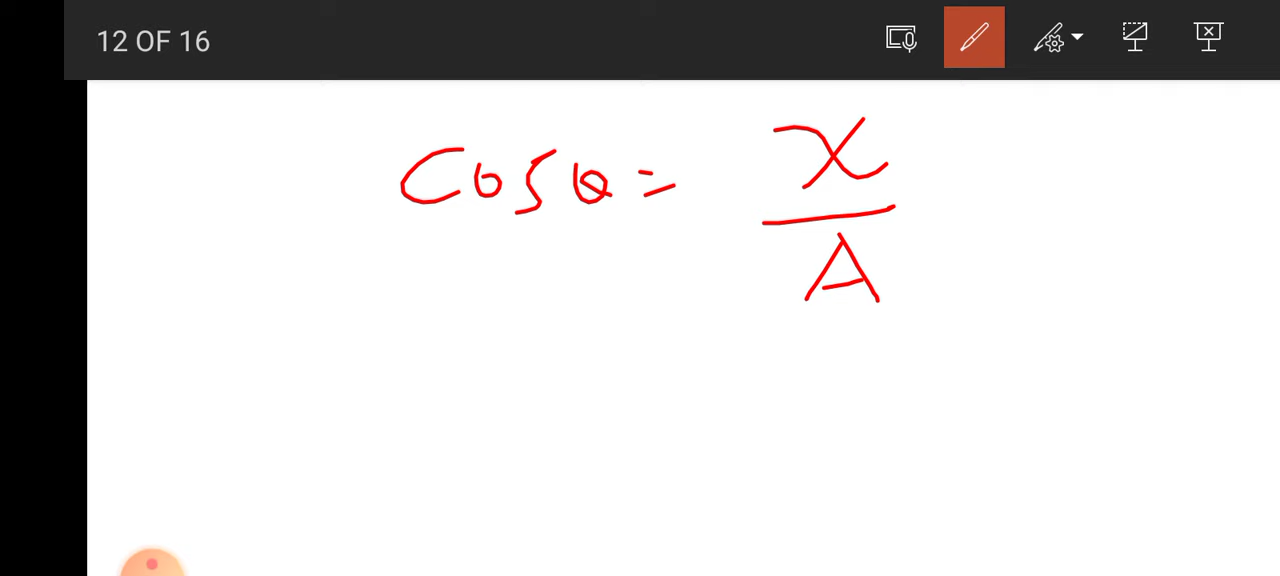 12 OF 16
Cosθ = x/A